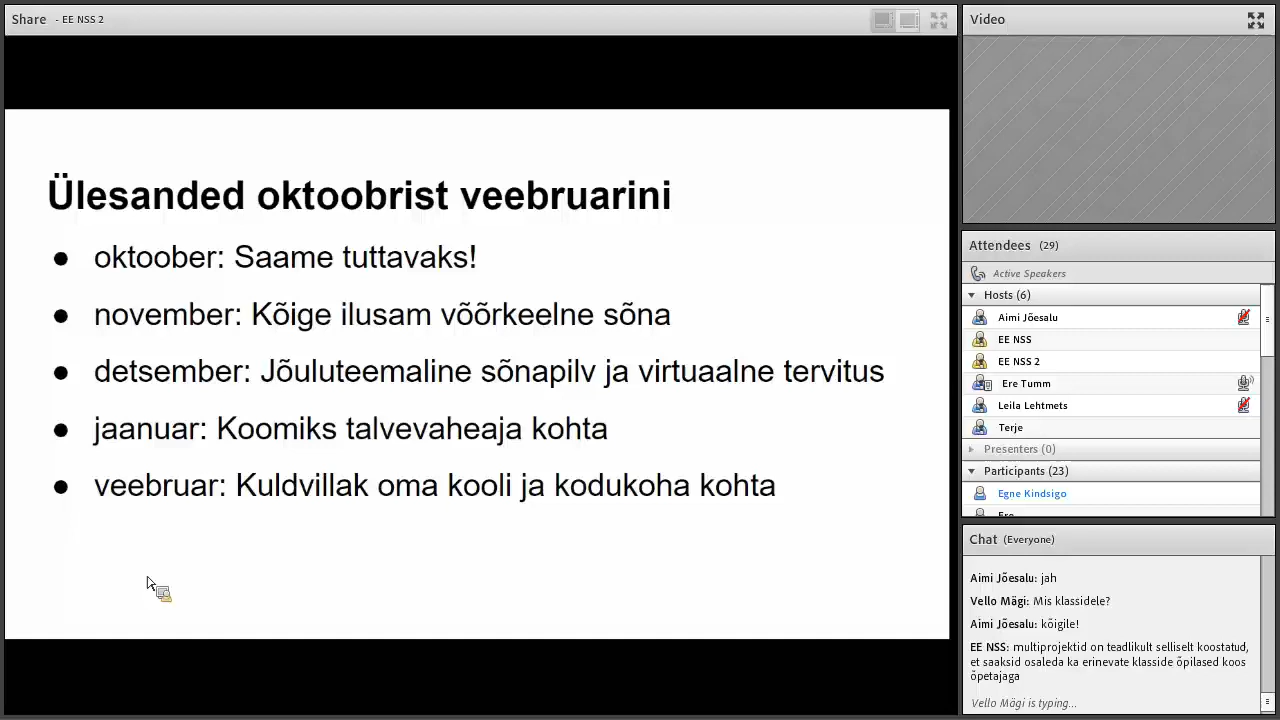 Share - EE NSS 2
Ülesanded oktoobrist veebruarini
● oktoober: Saame tuttavaks!
● november: Kõige ilusam võõrkeelne sõna
● detsember: Jõuluteemaline sõnapilv ja virtuaalne tervitus
● jaanuar: Koomiks talvevaheaja kohta
● veebruar: Kuldvillak oma kooli ja kodukoha kohta
Video
Attendees (29)
Active Speakers
Hosts (6)
Aimi Jõesalu
EE NSS
EE NSS 2
Ere Tumm
Leila Lehtmets
Terje
Presenters (0)
Participants (23)
Egne Kindsigo
Ere
Chat (Everyone)
Aimi Jõesalu: jah
Vello Mägi: Mis klassidele?
Aimi Jõesalu: kõigile!
EE NSS: multiprojektid on teadlikult selliselt koostatud,
et saaksid osaleda ka erinevate klasside õpilased koos
õpetajaga
Vello Mägi is typing...